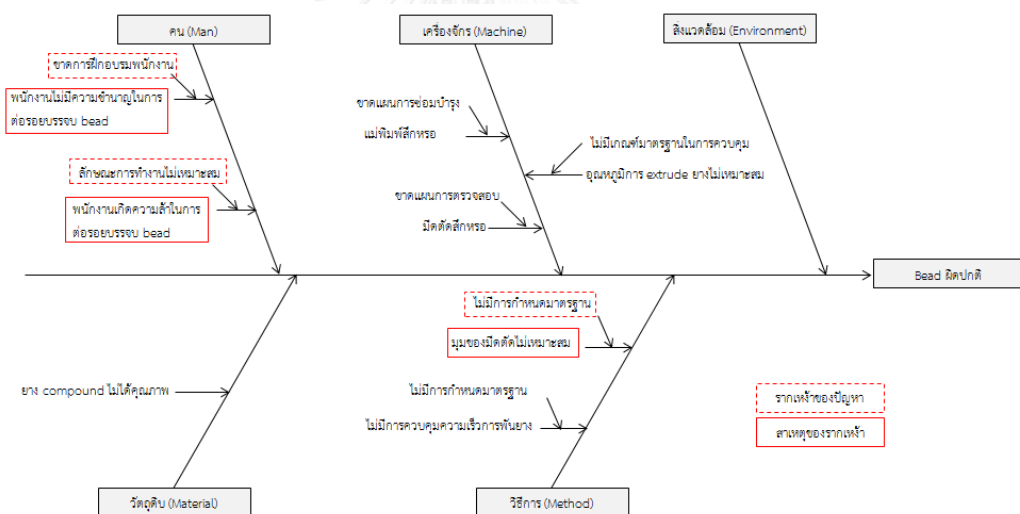 คน (Man)
เครื่องจักร (Machine)
สิ่งแวดล้อม (Environment)
ขาดการฝึกอบรมพนักงาน
พนักงานไม่มีความชำนาญในการ
ต่อรอยบรรจบ bead
ลักษณะการทำงานไม่เหมาะสม
พนักงานเกิดความล้าในการ
ต่อรอยบรรจบ bead
ขาดแผนการซ่อมบำรุง
แม่พิมพ์สึกหรอ
ไม่มีเกณฑ์มาตรฐานในการควบคุม
อุณหภูมิการ extrude ยางไม่เหมาะสม
ขาดแผนการตรวจสอบ
มีดตัดสึกหรอ
Bead ผิดปกติ
ไม่มีการกำหนดมาตรฐาน
มุมของมีดตัดไม่เหมาะสม
ยาง compound ไม่ได้คุณภาพ
ไม่มีการกำหนดมาตรฐาน
ไม่มีการควบคุมความเร็วการพันยาง
รากเหง้าของปัญหา
สาเหตุของรากเหง้า
วัตถุดิบ (Material)
วิธีการ (Method)